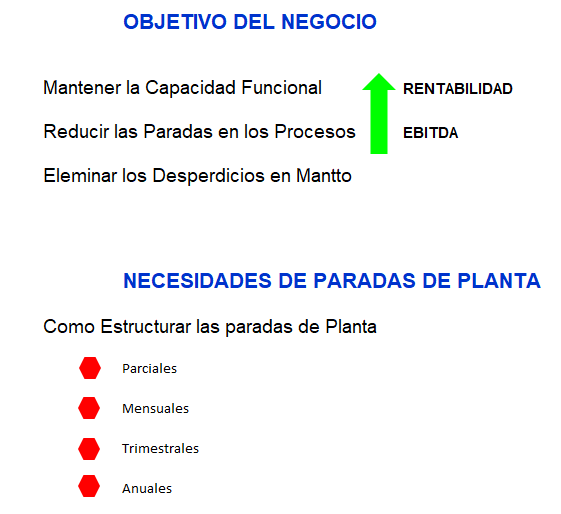 OBJETIVO DEL NEGOCIO
Mantener la Capacidad Funcional
RENTABILIDAD
Reducir las Paradas en los Procesos
EBITDA
Eleminar los Desperdicios en Mantto
NECESIDADES DE PARADAS DE PLANTA
Como Estructurar las paradas de Planta
Parciales
Mensuales
Trimestrales
Anuales